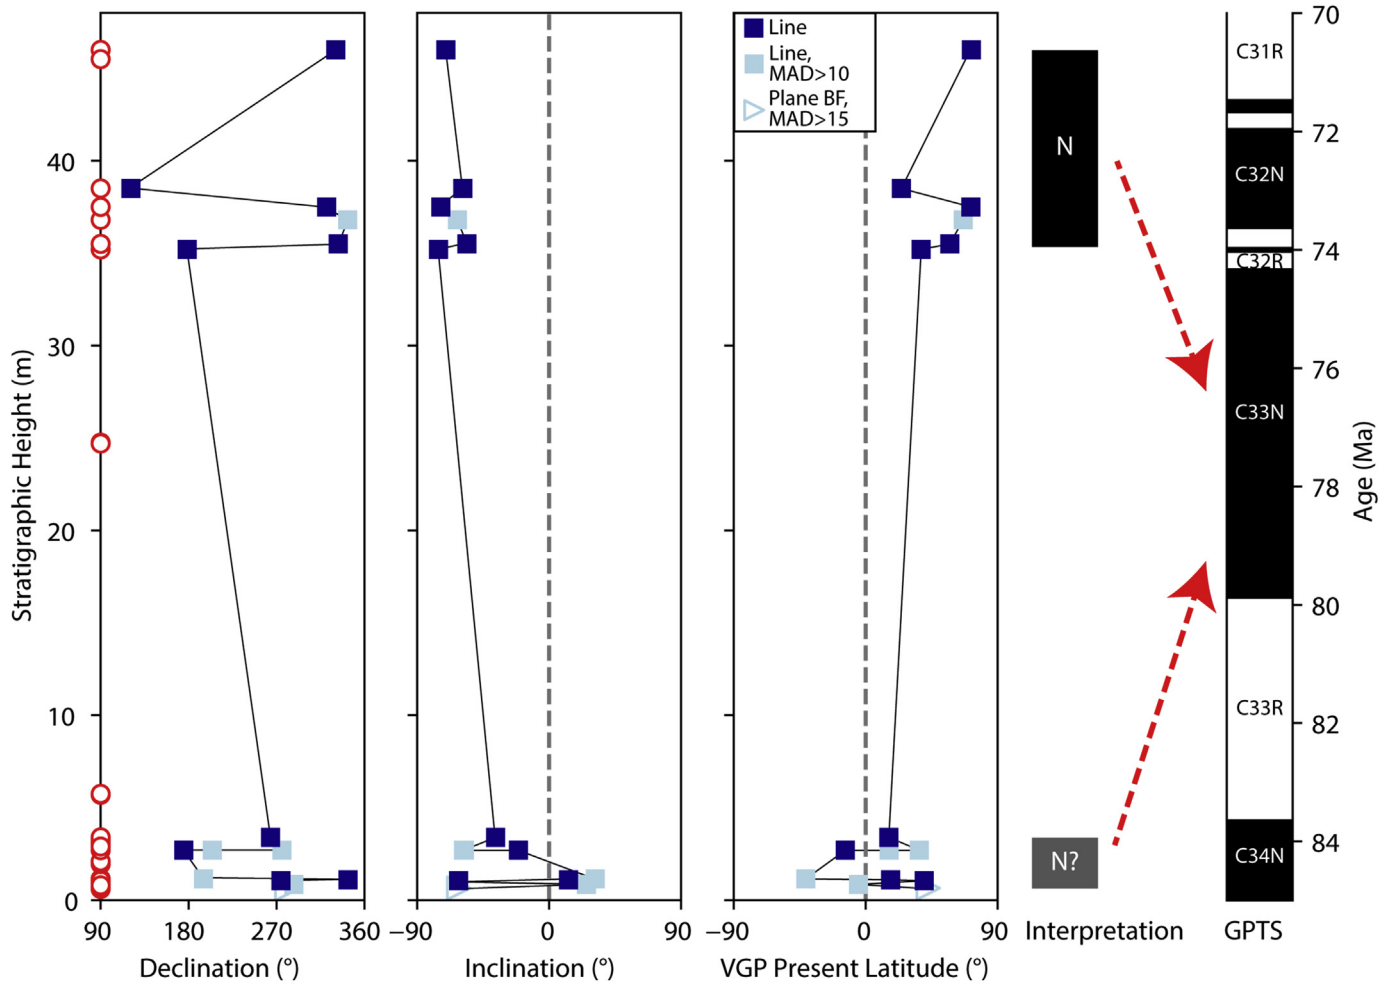 Stratigraphic Height (m)
40
30
20
10
0
90 180 270 360
Declination (°)
−90 0 90
Inclination (°)
Line
Line,
MAD>10
Plane BF,
MAD>15
−90 0 90
VGP Present Latitude (°)
N
N?
Interpretation
C31R
C32N
C32R
C33N
C33R
C34N
GPTS
70
72
74
76
78
80
82
84
Age (Ma)